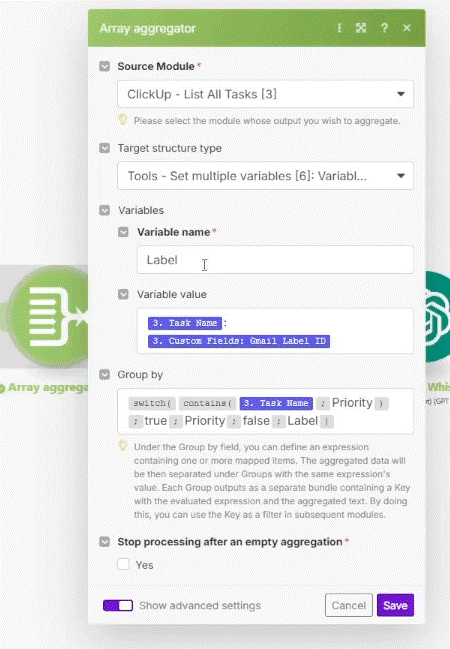 Array aggregator
Source Module*
ClickUp - List All Tasks [3]
Please select the module whose output you wish to aggregate.
Target structure type
Tools - Set multiple variables [6]: Variabl...
Variables
Variable name*
Label
Variable value
3. Task Name :
3. Custom Fields: Gmail Label ID
Group by
switch( contains( 3. Task Name ; Priority )
; true ; Priority ; false ; Label )
Under the Group by field, you can define an expression
containing one or more mapped items. The aggregated data will
be then separated under Groups with the same expression's
value. Each Group outputs as a separate bundle containing a Key
with the evaluated expression and the aggregated text. By doing
this, you can use the Key as a filter in subsequent modules.
Stop processing after an empty aggregation*
Yes
Show advanced settings
Cancel
Save
Array aggrega
Whis
(GPT